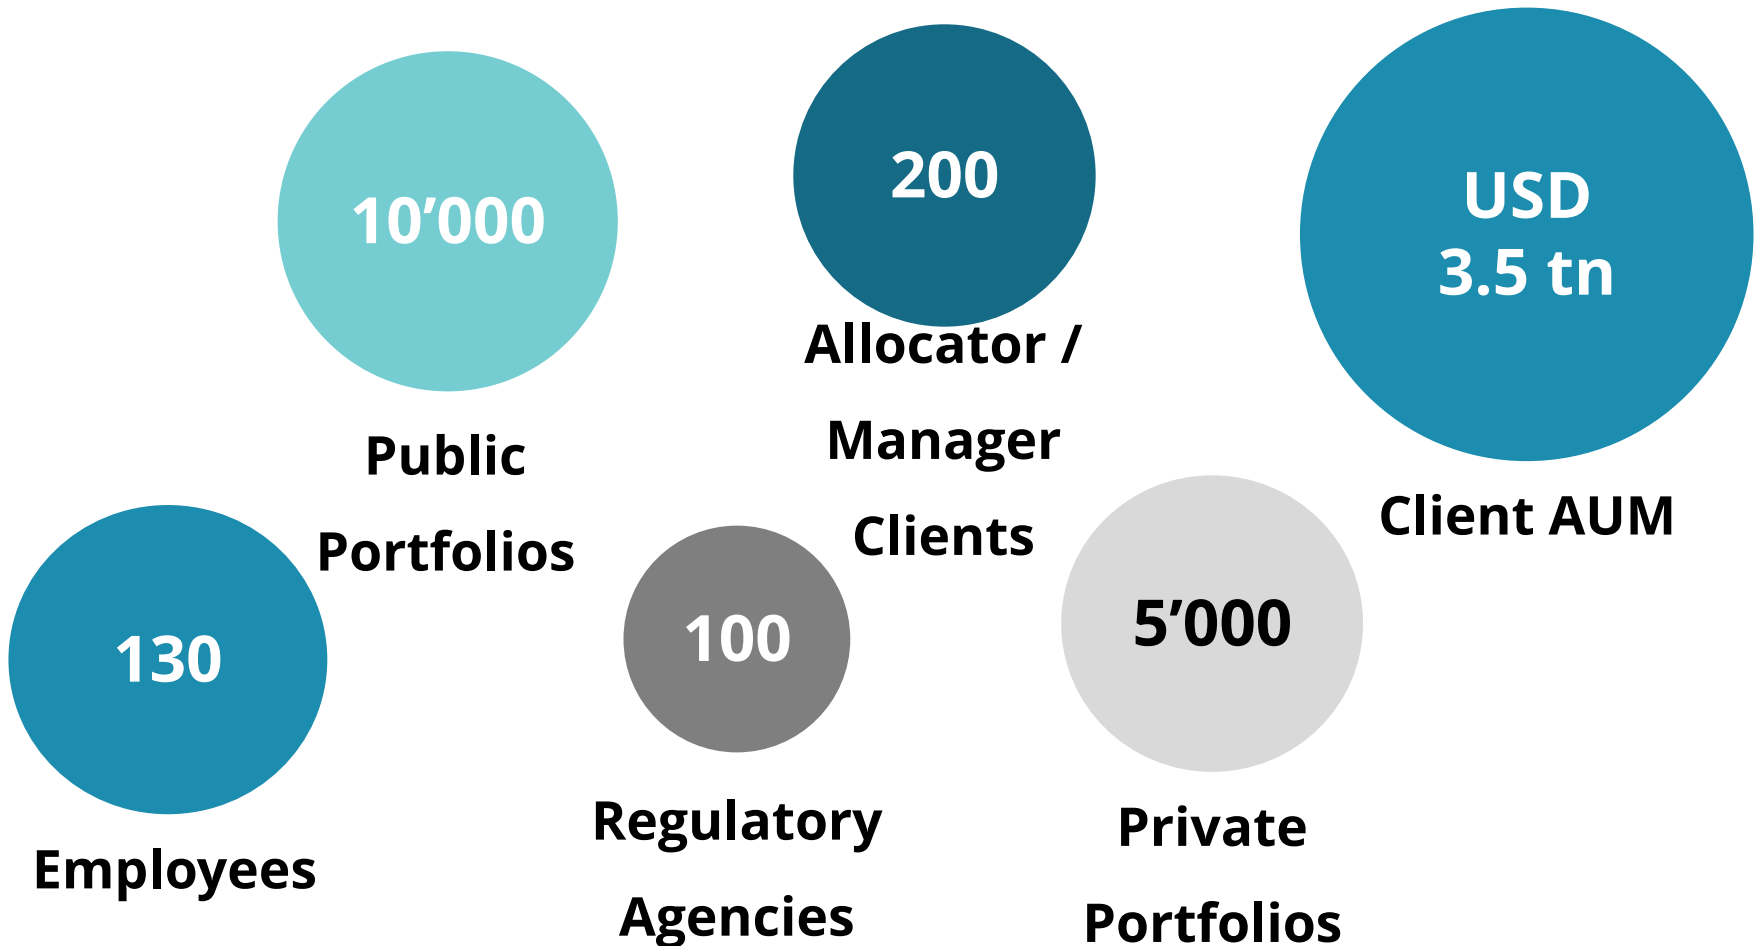 10’000
Public
Portfolios
200
Allocator /
Manager
Clients
USD
3.5 tn
Client AUM
130
Employees
100
Regulatory
Agencies
5’000
Private
Portfolios